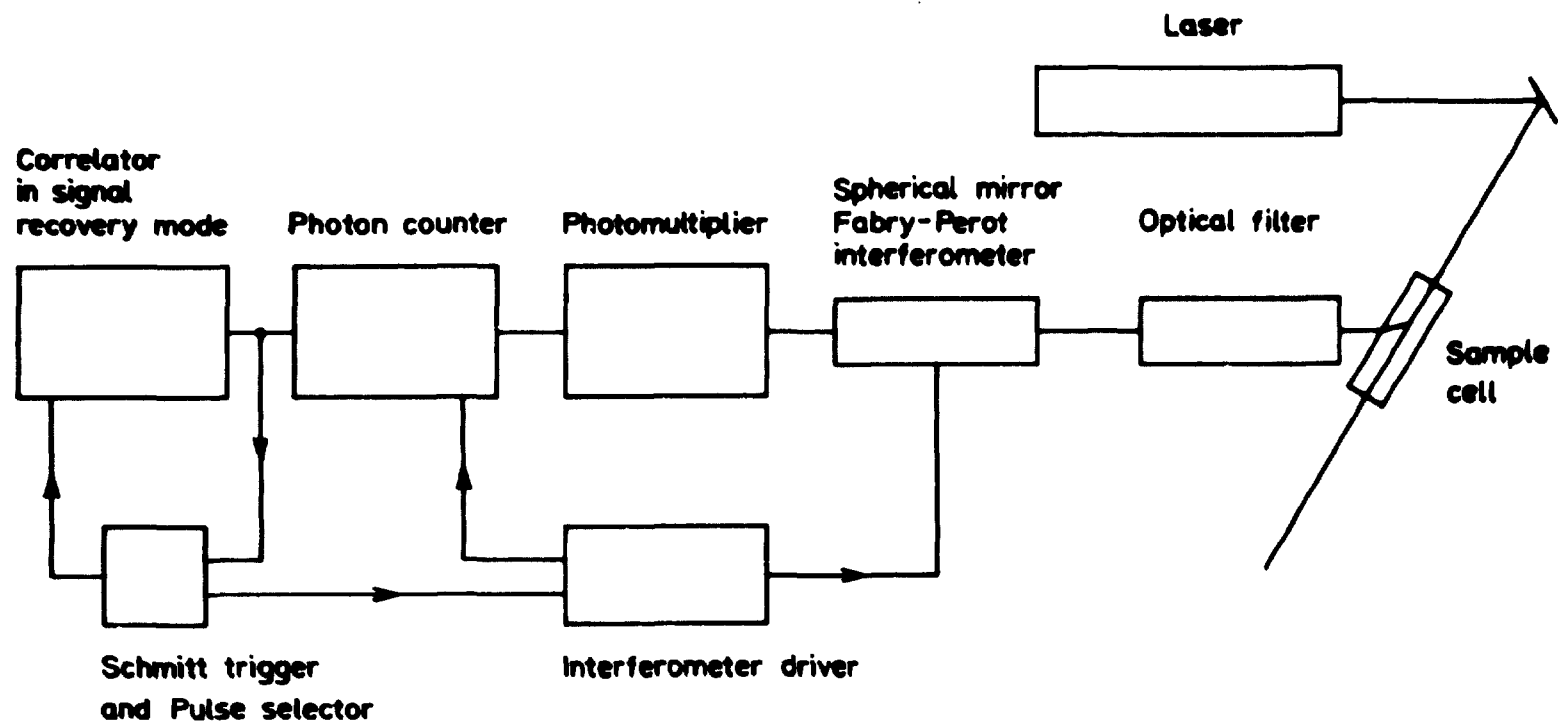 Laser
Correlator
in signal
recovery mode
Photon counter
Photomultiplier
Spherical mirror
Fabry-Perot
interferometer
Optical filter
Sample
cell
Schmitt trigger
and Pulse selector
Interferometer driver